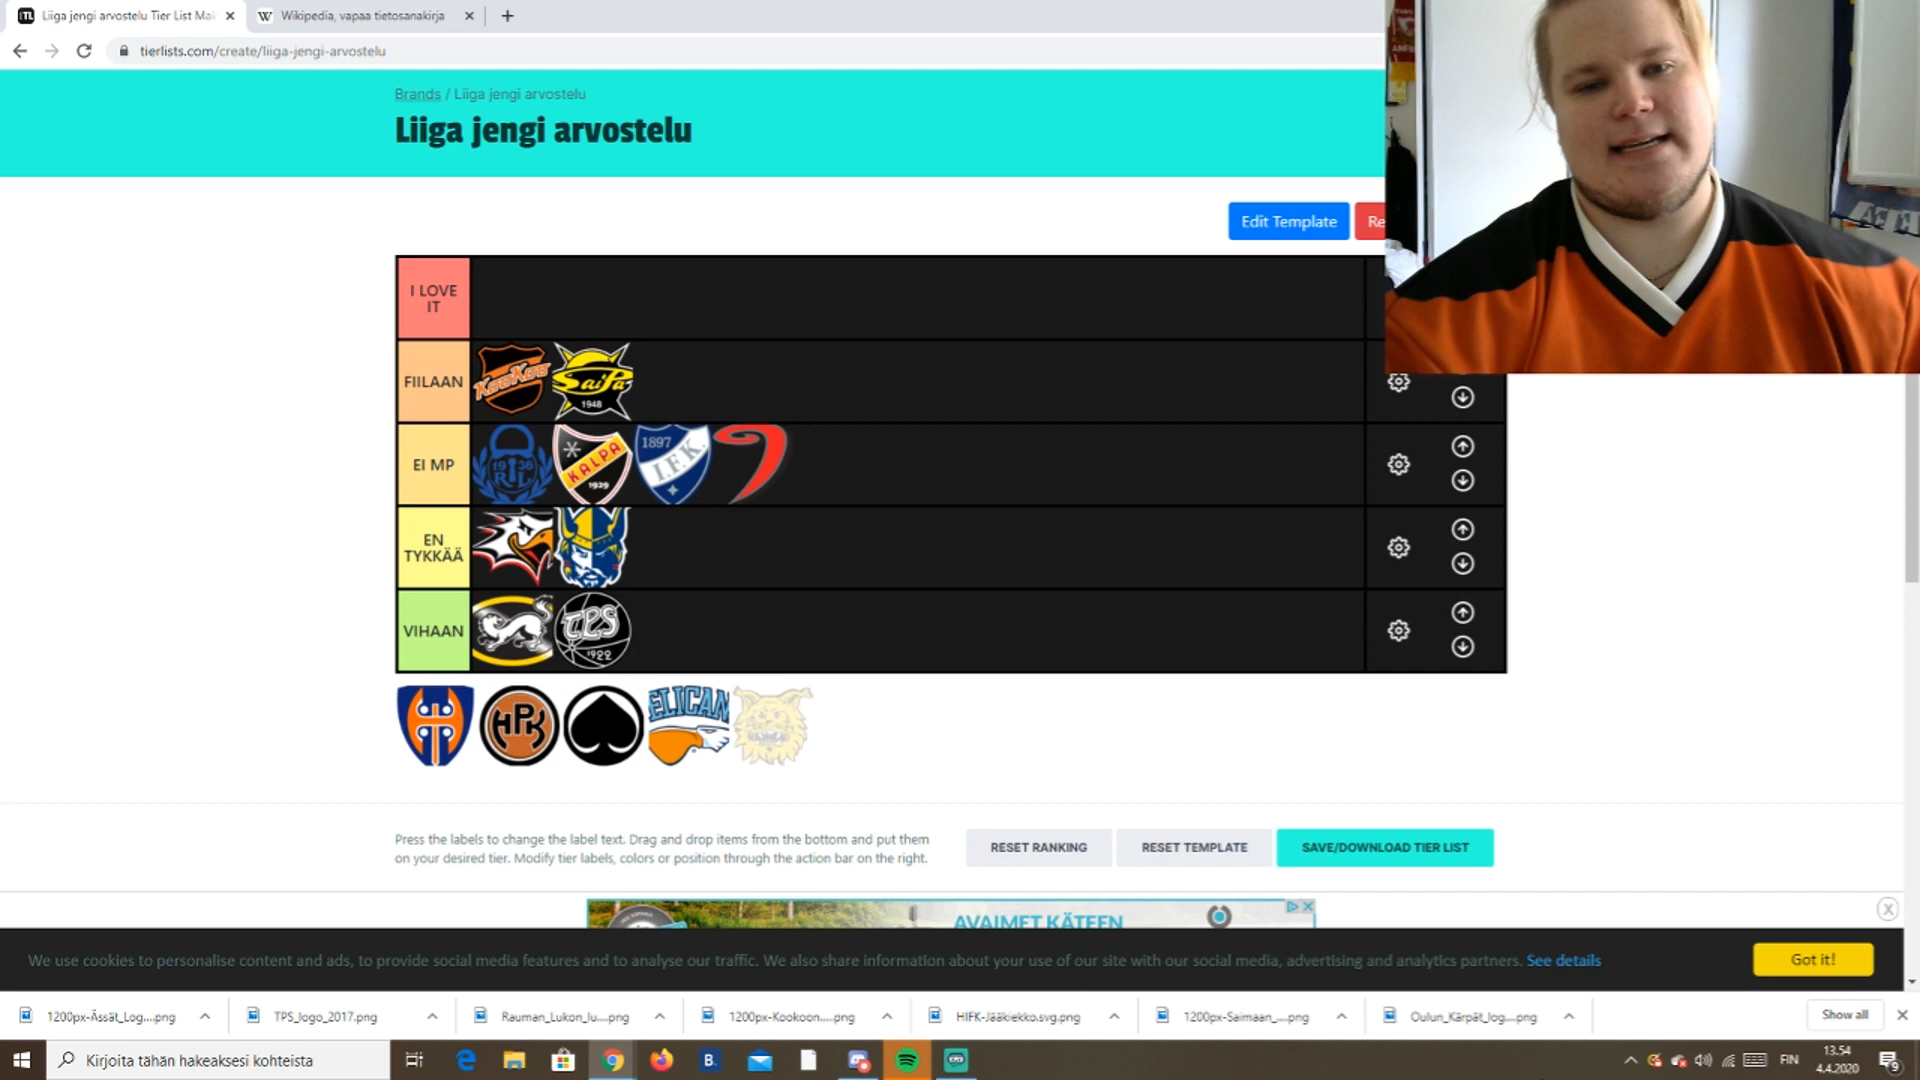 Liiga jengi arvostelu Tier List Ma
Wikipedia, vapaa tietosanakirja
tierlists.com/create/liiga-jengi-arvostelu
Brands / Liiga jengi arvostelu
Liiga jengi arvostelu
Edit Template
Re
I LOVE
IT
FIILAAN
KooKoo
SaiPa
1948
EI MP
19 36
R L
KALPA
1929
1897
I.F.K.
EN
TYKKÄÄ
VIHAAN
TPS
1922
HPK
ELICAN
Press the labels to change the label text. Drag and drop items from the bottom and put them
on your desired tier. Modify tier labels, colors or position through the action bar on the right.
RESET RANKING
RESET TEMPLATE
SAVE/DOWNLOAD TIER LIST
AVAIMET KÄTEEN
We use cookies to personalise content and ads, to provide social media features and to analyse our traffic. We also share information about your use of our site with our social media, advertising and analytics partners. See details
Got it!
1200px-Ässät_Log....png
TPS_logo_2017.png
Rauman_Lukon_lu....png
1200px-Kookoon.....png
HIFK-Jääkiekko.svg.png
1200px-Saimaan_....png
Oulun_Kärpät_log....png
Show all
Kirjoita tähän hakeaksesi kohteista
FIN
13.54
4.4.2020
9